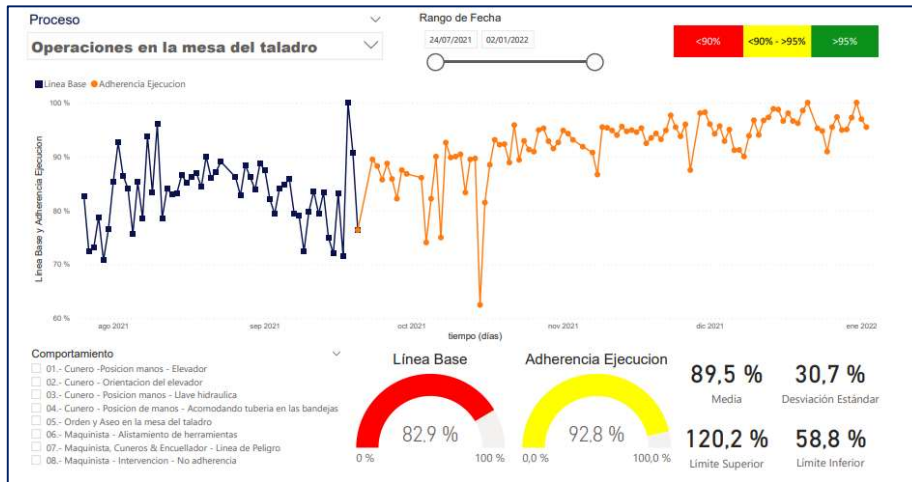 Proceso
Operaciones en la mesa del taladro
Rango de Fecha
24/07/2021 02/01/2022
<90% <90% - >95% >95%
Línea Base Adherencia Ejecucion
100 %
90 %
80 %
70 %
60 %
Línea Base y Adherencia Ejecucion
ago 2021 sep 2021 oct 2021 nov 2021 dic 2021 ene 2022
tiempo (días)
Comportamiento
01.- Cunero -Posicion manos - Elevador
02.- Cunero - Orientacion del elevador
03.- Cunero - Posicion manos - Llave hidraulica
04.- Cunero - Posicion de manos - Acomodando tuberia en las bandejas
05.- Orden y Aseo en la mesa del taladro
06.- Maquinista - Alistamiento de herramientas
07.- Maquinista, Cuneros & Encuellador - Linea de Peligro
08.- Maquinista - Intervencion - No adherencia
Línea Base
82,9 %
0 % 100 %
Adherencia Ejecucion
92,8 %
0,0 % 100,0 %
89,5 %
Media
30,7 %
Desviación Estándar
120,2 %
Limite Superior
58,8 %
Límite Inferior